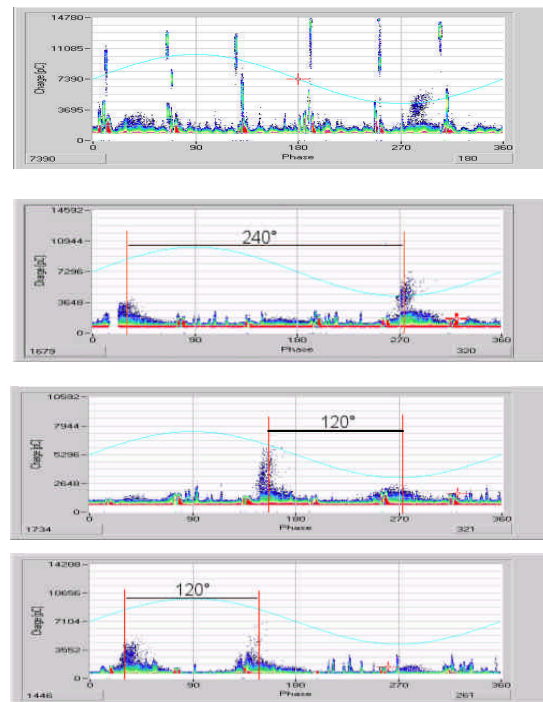 14780
11085
7390
3695
0
Charge [pC]
0 90 180 270 360
Phase
7390 180
14592
10944
7296
3648
0
Charge [pC]
240°
0 90 180 270 360
Phase
1679 320
10592
7944
5296
2648
0
Charge [pC]
120°
0 90 180 270 360
Phase
1734 321
14208
10656
7104
3552
0
Charge [pC]
120°
0 90 180 270 360
Phase
1446 261